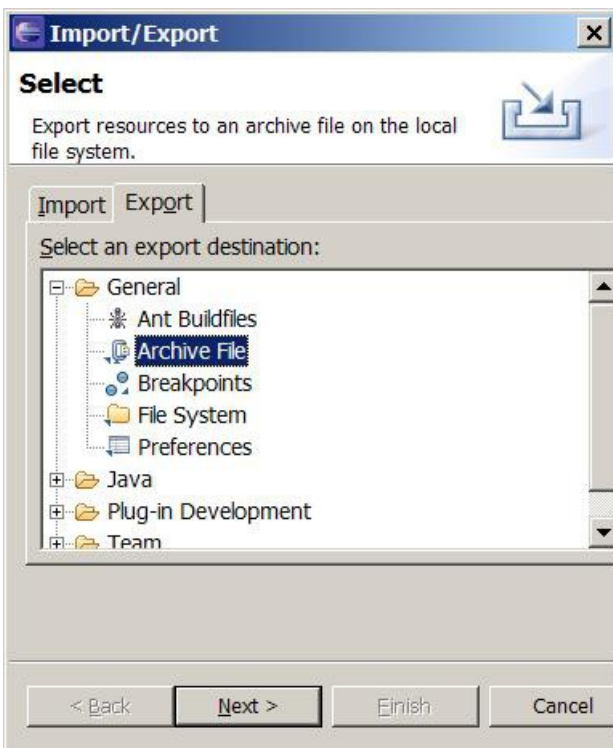 Import/Export
Select
Export resources to an archive file on the local
file system.
Import Export
Select an export destination:
General
Ant Buildfiles
Archive File
Breakpoints
File System
Preferences
Java
Plug-in Development
Team
< Back Next > Finish Cancel